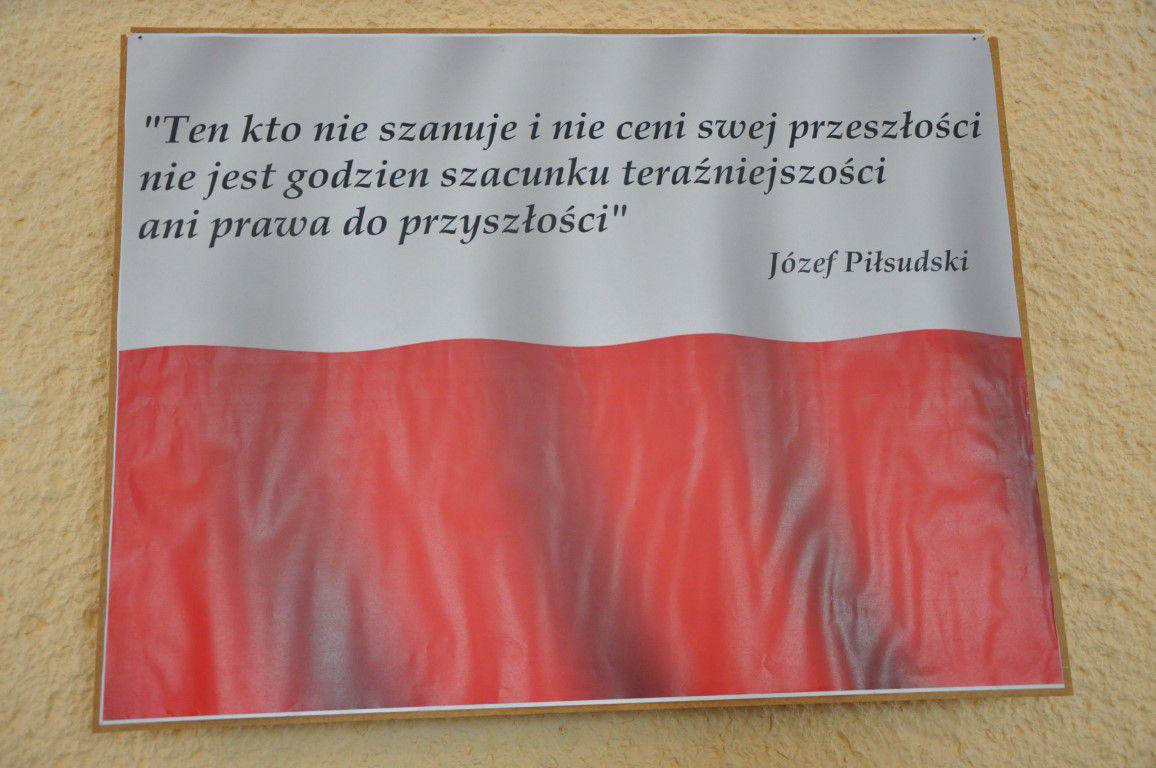 "Ten kto nie szanuje i nie ceni swej przeszłości
nie jest godzien szacunku teraźniejszości
ani prawa do przyszłości"
Józef Piłsudski